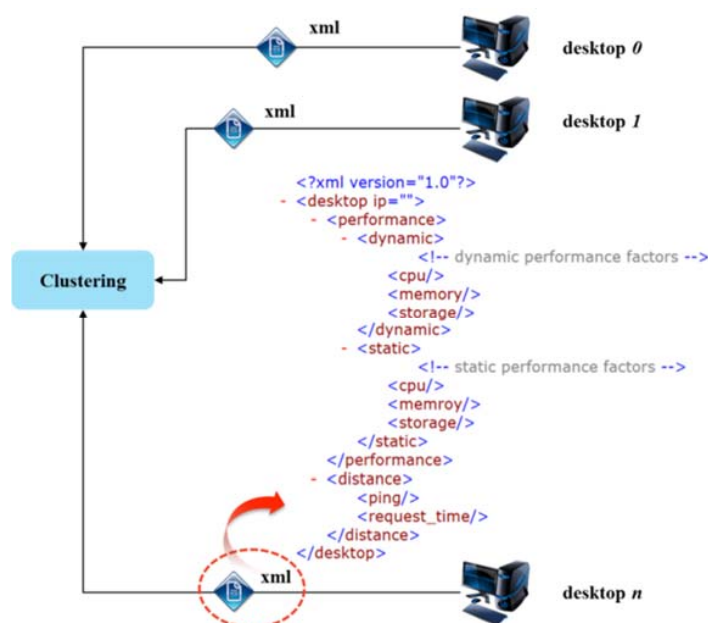 xml
desktop 0
xml
desktop 1
<?xml version="1.0"?>
- <desktop ip="">
- <performance>
- <dynamic>
<!-- dynamic performance factors -->
<cpu/>
<memory/>
<storage/>
</dynamic>
- <static>
<!-- static performance factors -->
<cpu/>
<memroy/>
<storage/>
</static>
</performance>
- <distance>
<ping/>
<request_time/>
</distance>
</desktop>
Clustering
xml
desktop n